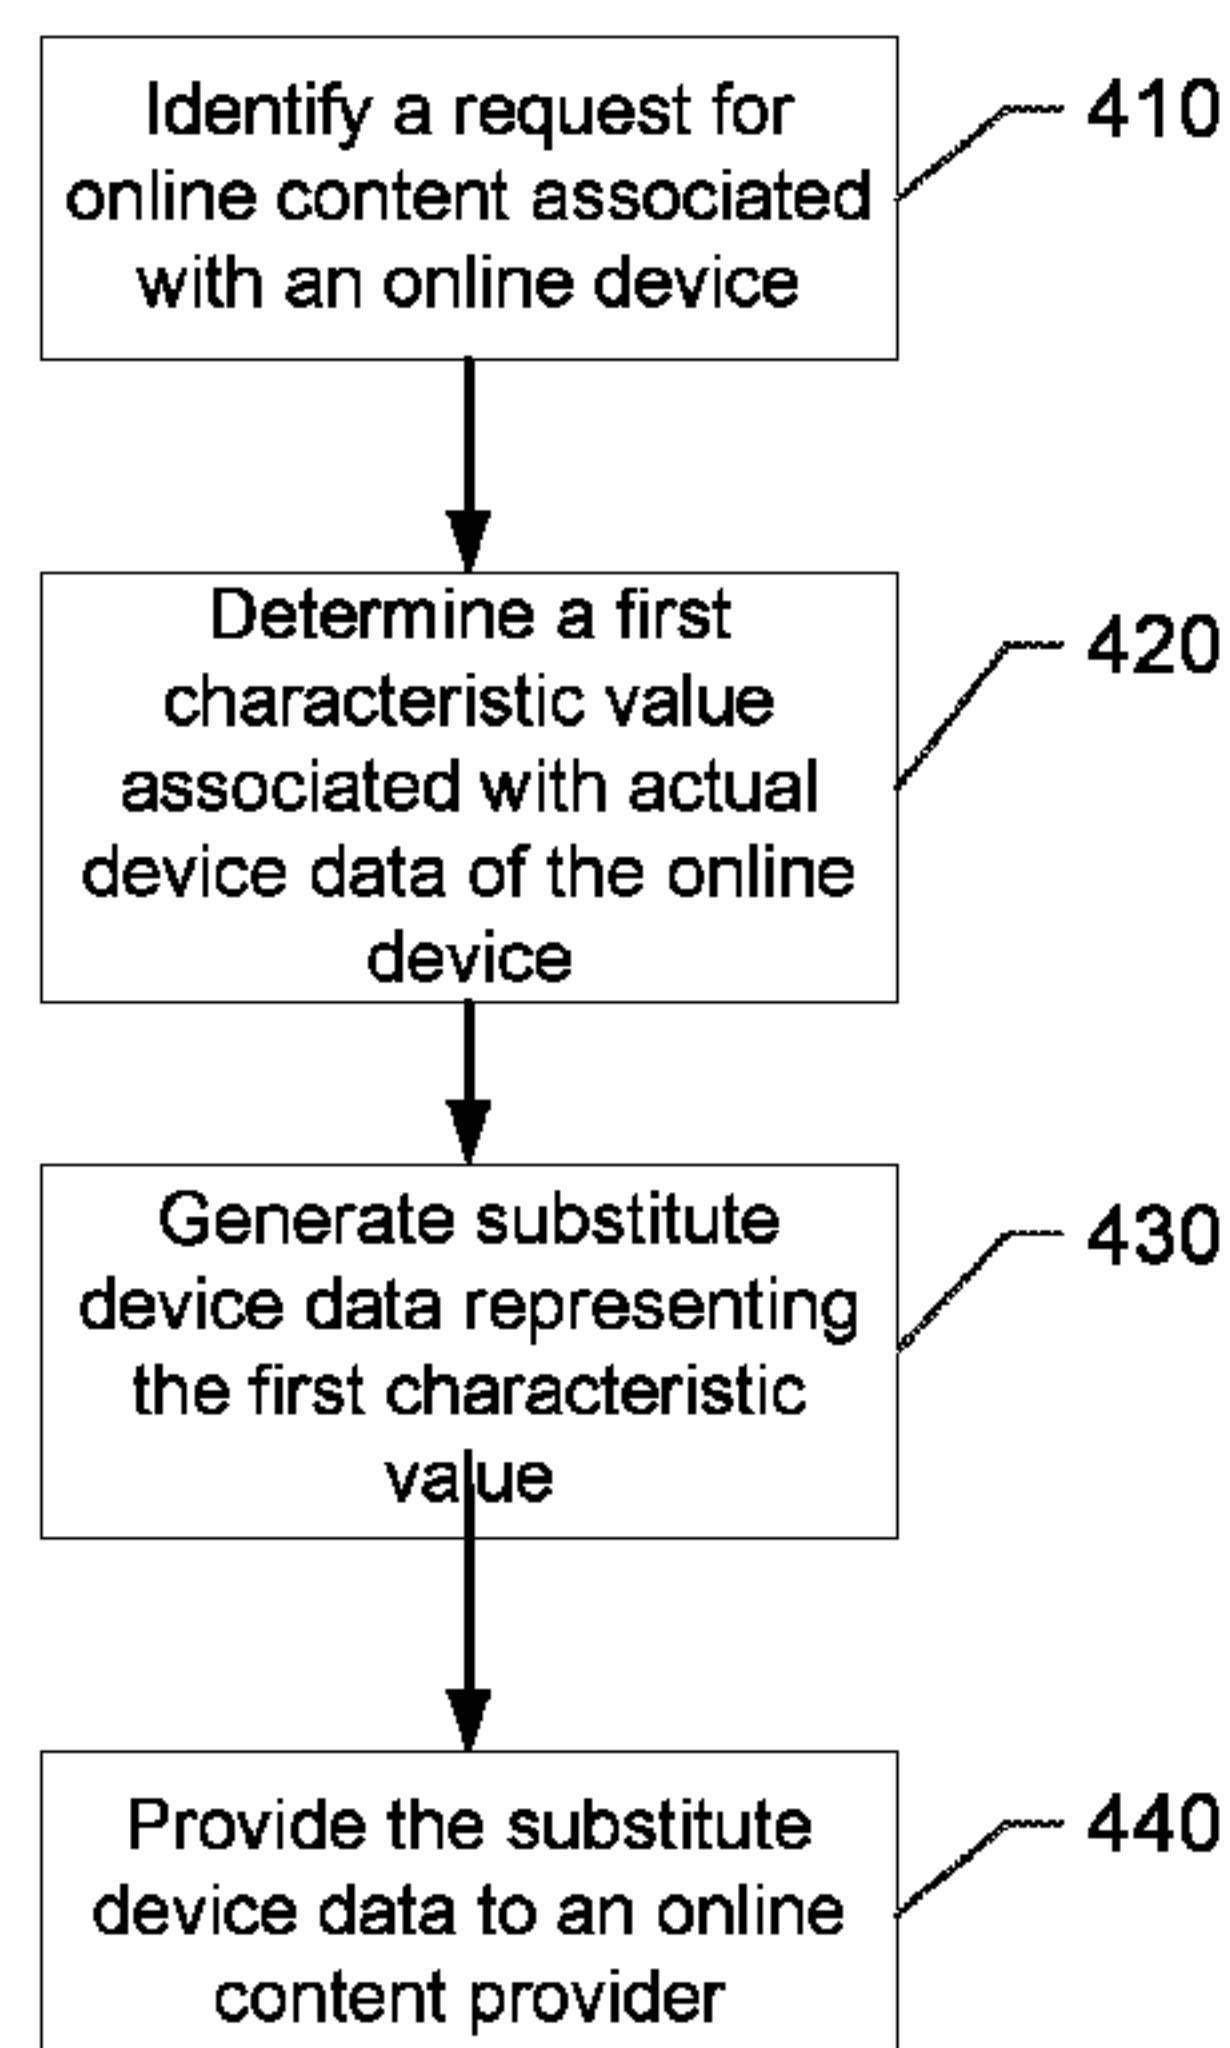 Identify a request for
online content associated
with an online device
410
Determine a first
characteristic value
associated with actual
device data of the online
device
420
Generate substitute
device data representing
the first characteristic
value
430
Provide the substitute
device data to an online
content provider
440